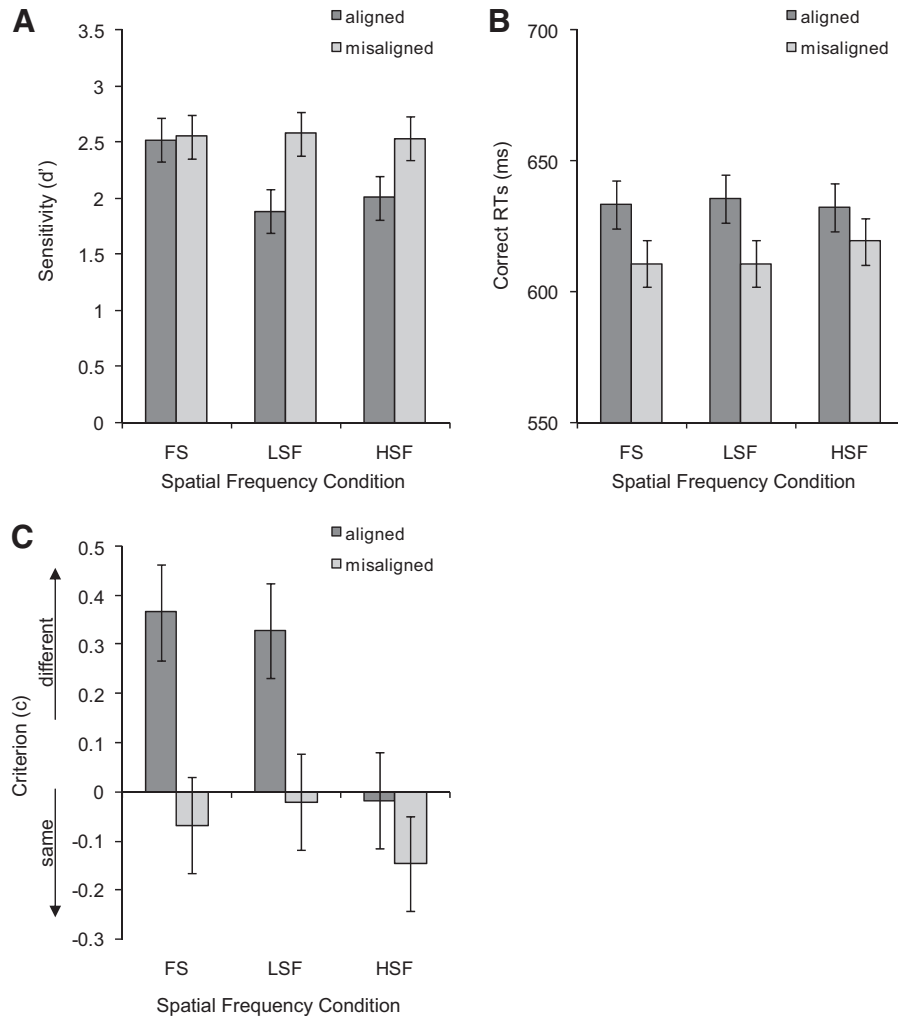 A
aligned
misaligned
3.5
3
2.5
2
1.5
1
0.5
0
Sensitivity (d')
FS LSF HSF
Spatial Frequency Condition
B
aligned
misaligned
700
650
600
550
Correct RTs (ms)
FS LSF HSF
Spatial Frequency Condition
C
aligned
misaligned
0.5
0.4
0.3
0.2
0.1
0
-0.1
-0.2
-0.3
Criterion (c)
different
same
FS LSF HSF
Spatial Frequency Condition